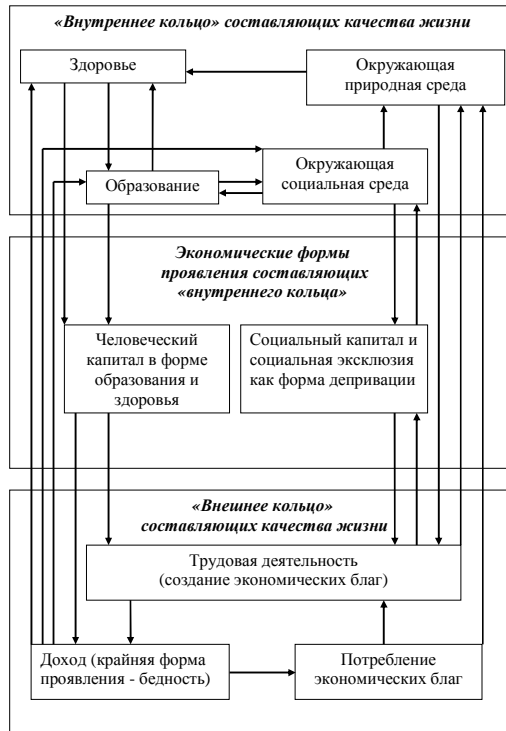 «Внутреннее кольцо» составляющих качества жизни
Здоровье
Окружающая
природная среда
Образование
Окружающая
социальная среда
Экономические формы
проявления составляющих
«внутреннего кольца»
Человеческий
капитал в форме
образования и
здоровья
Социальный капитал и
социальная эксклюзия
как форма депривации
«Внешнее кольцо»
составляющих качества жизни
Трудовая деятельность
(создание экономических благ)
Доход (крайняя форма
проявления - бедность)
Потребление
экономических благ